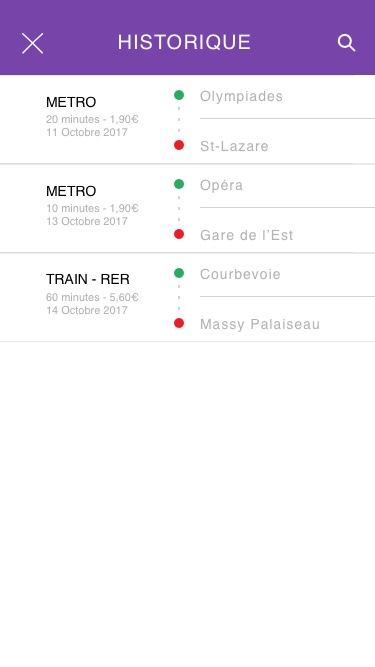 HISTORIQUE
METRO
20 minutes - 1,90€
11 Octobre 2017
Olympiades
St-Lazare
METRO
10 minutes - 1,90€
13 Octobre 2017
Opéra
Gare de l'Est
TRAIN - RER
60 minutes - 5,60€
14 Octobre 2017
Courbevoie
Massy Palaiseau